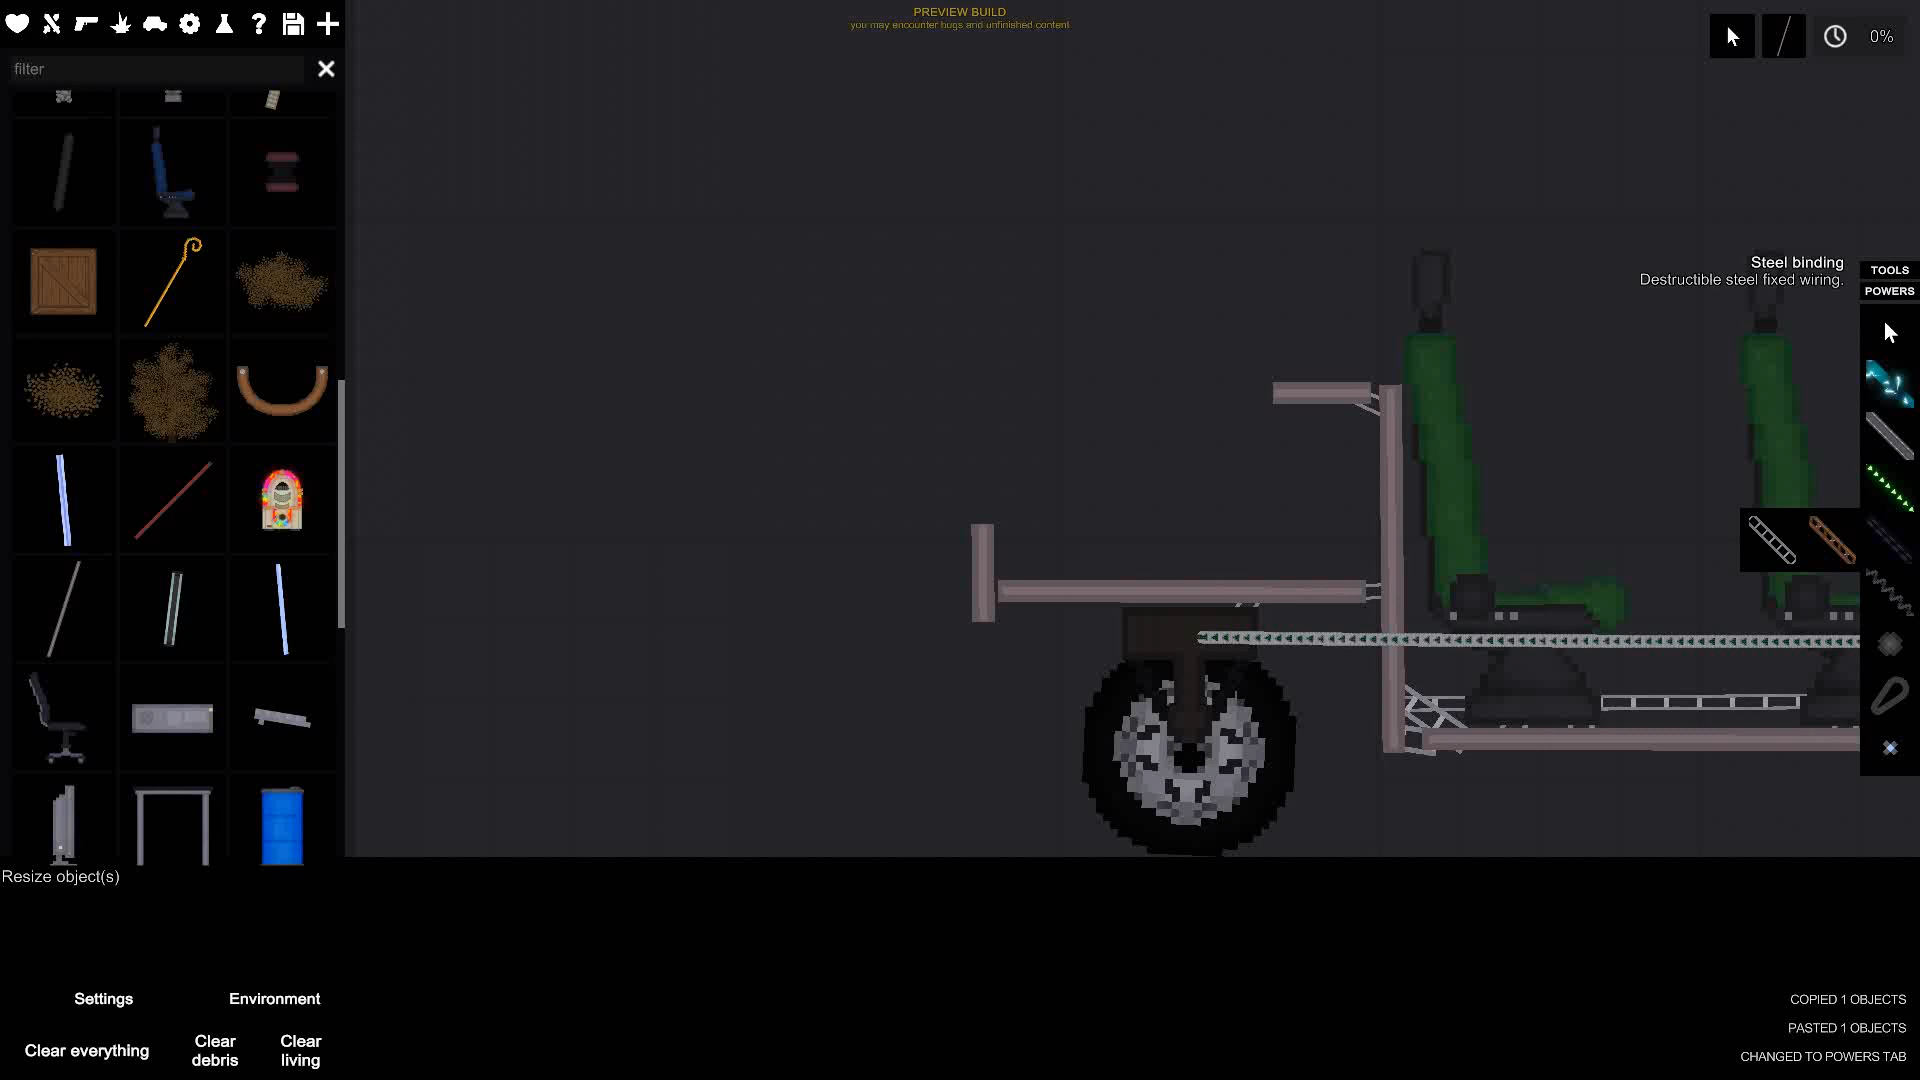 PREVIEW BUILD
you may encounter bugs and unfinished content
0%
filter
Steel binding
Destructible steel fixed wiring.
TOOLS
POWERS
Resize object(s)
Settings
Environment
Clear everything
Clear debris
Clear living
COPIED 1 OBJECTS
PASTED 1 OBJECTS
CHANGED TO POWERS TAB